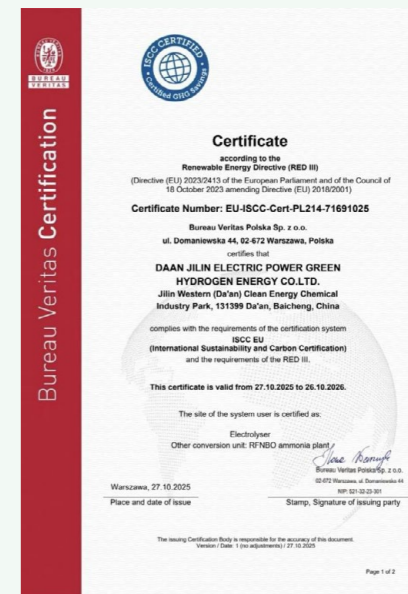 BUREAU
VERITAS
Bureau Veritas Certification
ISCC CERTIFIED
Certified GHG Savings
Certificate
according to the
Renewable Energy Directive (RED III)
(Directive (EU) 2023/2413 of the European Parliament and of the Council of
18 October 2023 amending Directive (EU) 2018/2001)
Certificate Number: EU-ISCC-Cert-PL214-71691025
Bureau Veritas Polska Sp. z o.o.
ul. Domaniewska 44, 02-672 Warszawa, Polska
certifies that
DAAN JILIN ELECTRIC POWER GREEN
HYDROGEN ENERGY CO.LTD.
Jilin Western (Da'an) Clean Energy Chemical
Industry Park, 131399 Da'an, Baicheng, China
complies with the requirements of the certification system
ISCC EU
(International Sustainability and Carbon Certification)
and the requirements of the RED III.
This certificate is valid from 27.10.2025 to 26.10.2026.
The site of the system user is certified as:
Electrolyser
Other conversion unit: RFNBO ammonia plant
Bureau Veritas Polska Sp. z o.o.
02-672 Warszawa, ul. Domaniewska 44
NIP: 521-32-23-301
Warszawa, 27.10.2025
Place and date of issue
Stamp, Signature of issuing party
The issuing Certification Body is responsible for the accuracy of this document.
Version / Date: 1 (no adjustments) / 27.10.2025
Page 1 of 2